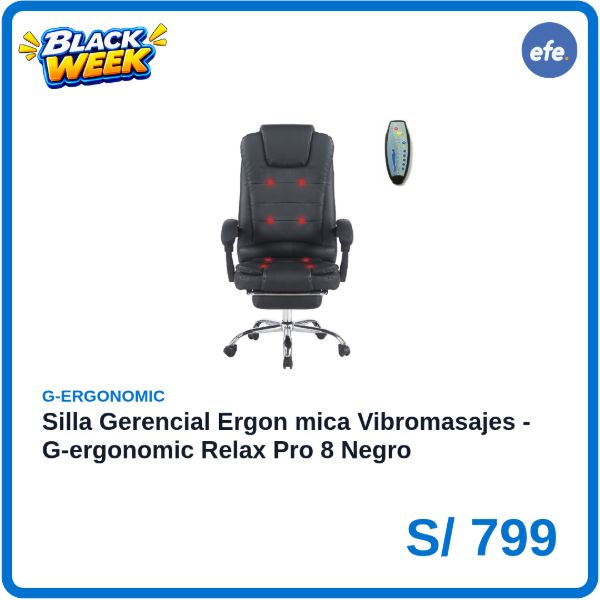 BLACK
WEEK
efe.
G-ERGONOMIC
Silla Gerencial Ergon mica Vibromasajes -
G-ergonomic Relax Pro 8 Negro
S/ 799